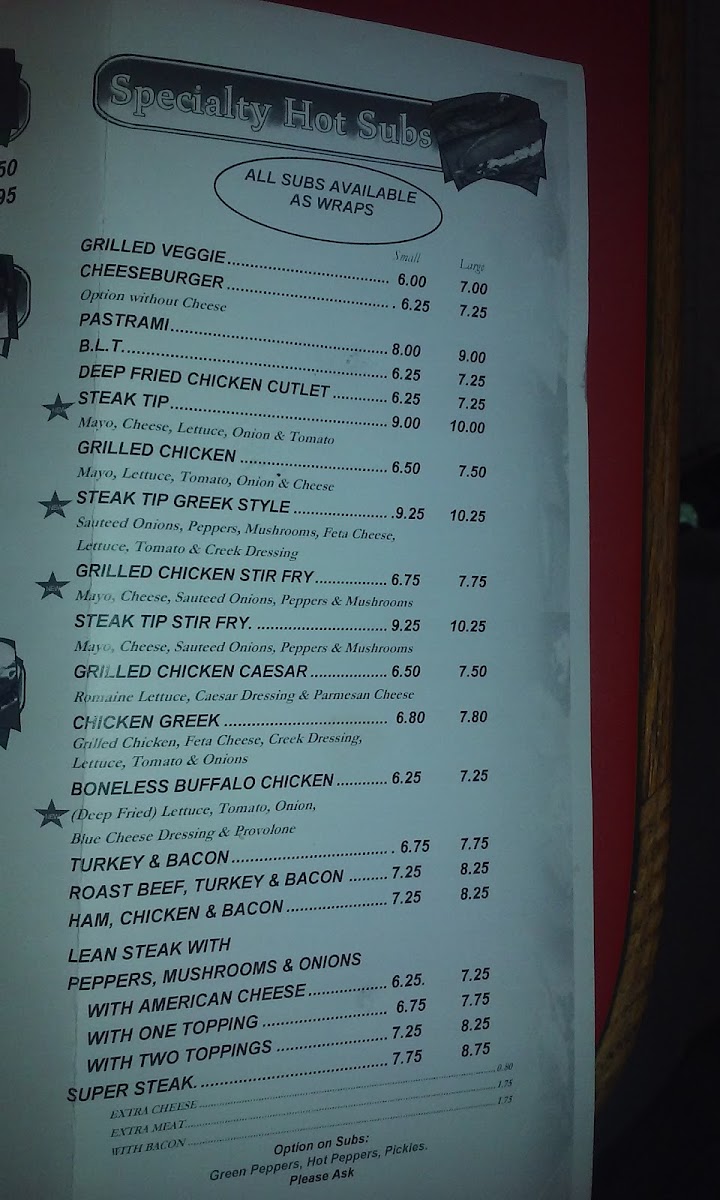 Specialty Hot Subs
ALL SUBS AVAILABLE
AS WRAPS
Small Large
GRILLED VEGGIE 6.00 7.00
CHEESEBURGER 6.25 7.25
Option without Cheese
PASTRAMI 8.00 9.00
B.L.T. 6.25 7.25
DEEP FRIED CHICKEN CUTLET 6.25 7.25
STEAK TIP 9.00 10.00
Mayo, Cheese, Lettuce, Onion & Tomato
GRILLED CHICKEN 6.50 7.50
Mayo, Lettuce, Tomato, Onion & Cheese
STEAK TIP GREEK STYLE 9.25 10.25
Sauteed Onions, Peppers, Mushrooms, Feta Cheese,
Lettuce, Tomato & Creek Dressing
GRILLED CHICKEN STIR FRY 6.75 7.75
Mayo, Cheese, Sauteed Onions, Peppers & Mushrooms
STEAK TIP STIR FRY. 9.25 10.25
Mayo, Cheese, Sauteed Onions, Peppers & Mushrooms
GRILLED CHICKEN CAESAR 6.50 7.50
Romaine Lettuce, Caesar Dressing & Parmesan Cheese
CHICKEN GREEK 6.80 7.80
Grilled Chicken, Feta Cheese, Creek Dressing,
Lettuce, Tomato & Onions
BONELESS BUFFALO CHICKEN 6.25 7.25
NEW (Deep Fried) Lettuce, Tomato, Onion,
Blue Cheese Dressing & Provolone
TURKEY & BACON 6.75 7.75
ROAST BEEF, TURKEY & BACON 7.25 8.25
HAM, CHICKEN & BACON 7.25 8.25
LEAN STEAK WITH
PEPPERS, MUSHROOMS & ONIONS
WITH AMERICAN CHEESE 6.25. 7.25
WITH ONE TOPPING 6.75 7.75
WITH TWO TOPPINGS 7.25 8.25
SUPER STEAK. 7.75 8.75
EXTRA CHEESE 0.80
EXTRA MEAT 1.75
WITH BACON 1.75
Option on Subs:
Green Peppers, Hot Peppers, Pickles.
Please Ask